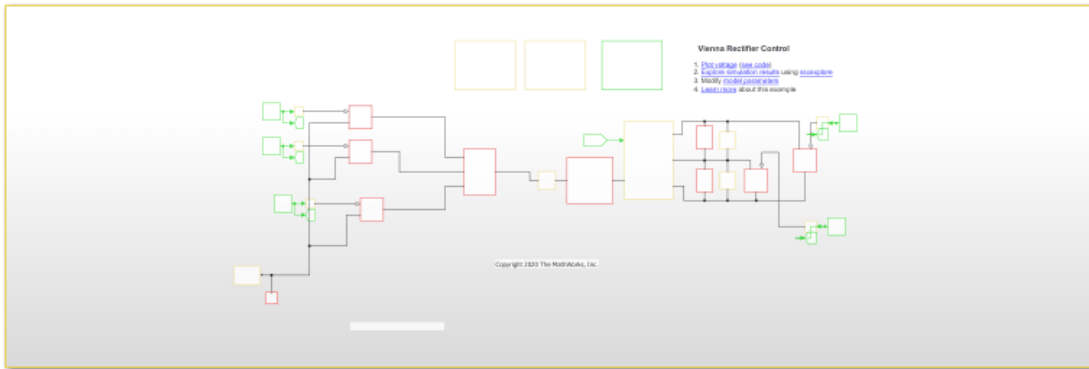 Vienna Rectifier Control
1. Plot voltage (see code)
2. Explore simulation results using sscexplore
3. Modify model parameters
4. Learn more about this example
Copyright 2020 The MathWorks, Inc.